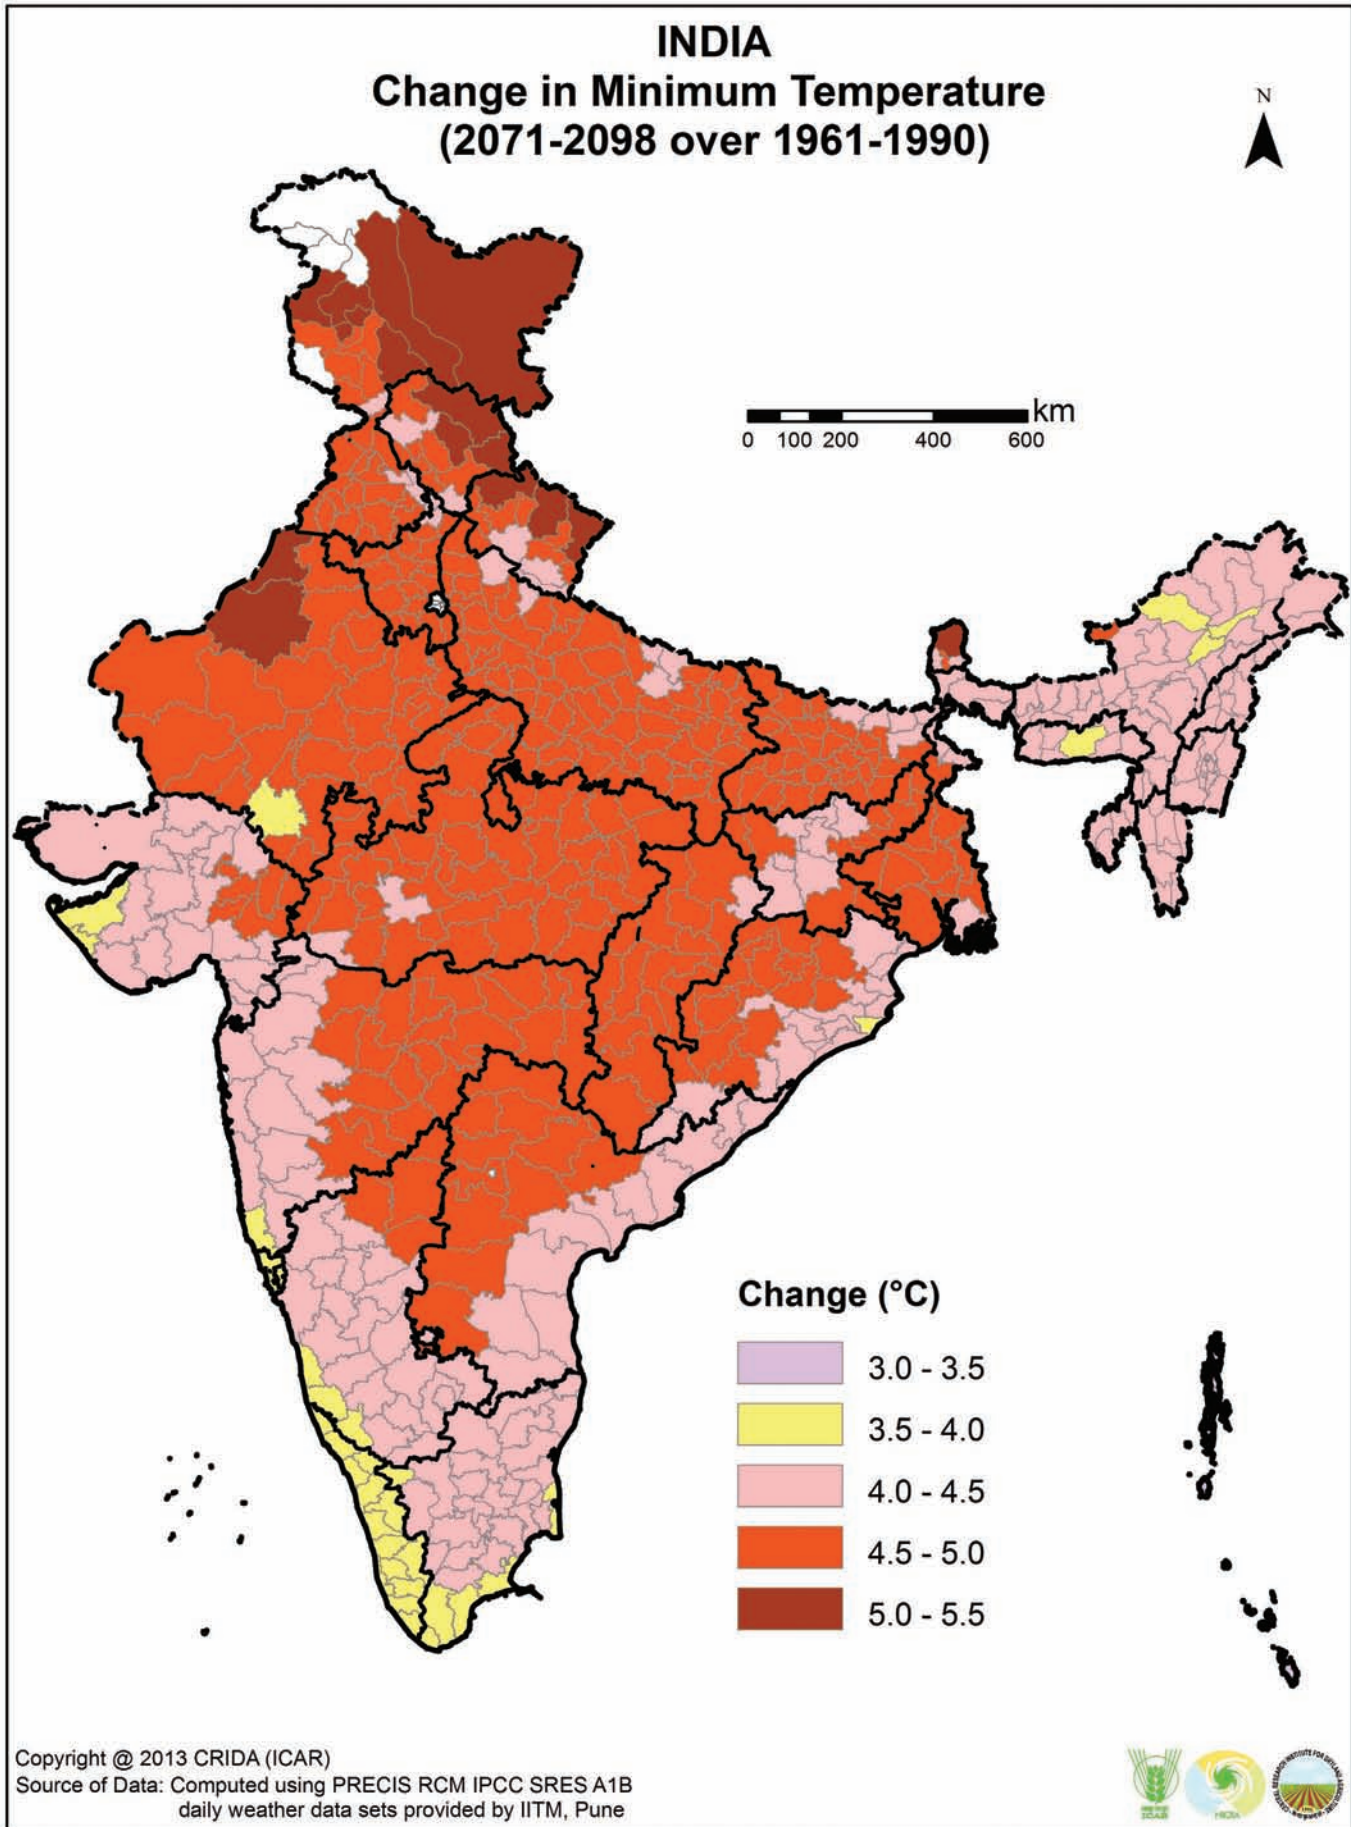 INDIA
Change in Minimum Temperature
(2071-2098 over 1961-1990)
N
km
0 100 200 400 600
Change (°C)
3.0 - 3.5
3.5 - 4.0
4.0 - 4.5
4.5 - 5.0
5.0 - 5.5
Copyright @ 2013 CRIDA (ICAR)
Source of Data: Computed using PRECIS RCM IPCC SRES A1B
daily weather data sets provided by IITM, Pune
ICAR
NICRA